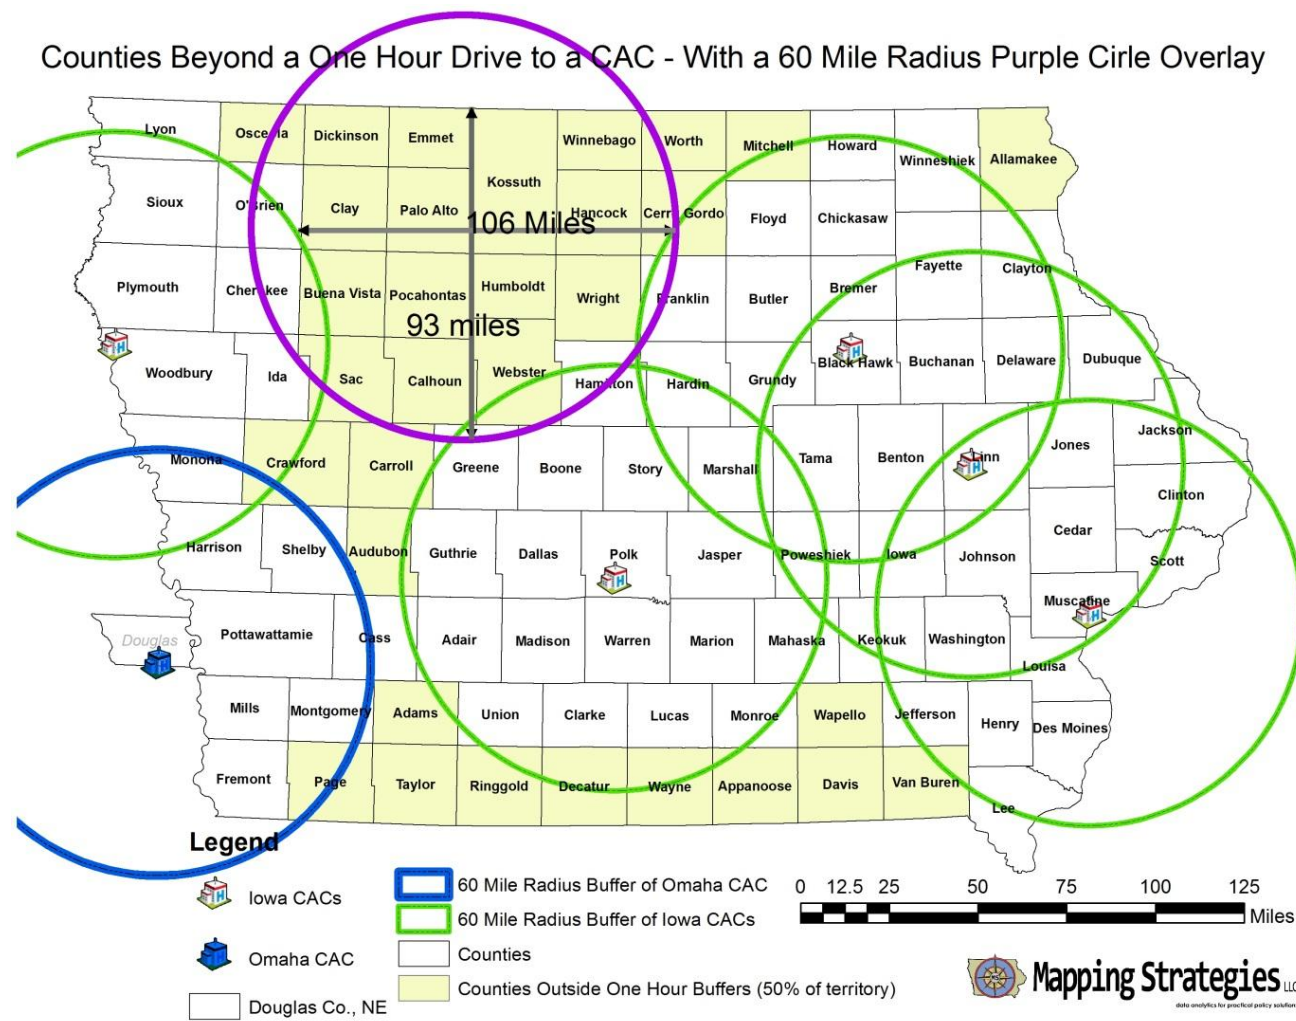 Counties Beyond a One Hour Drive to a CAC - With a 60 Mile Radius Purple Cirle Overlay
Lyon
Osceola
Dickinson
Emmet
Kossuth
Winnebago
Worth
Mitchell
Howard
Winneshiek
Allamakee
Sioux
O'Brien
Clay
Palo Alto
Hancock
Cerro Gordo
Floyd
Chickasaw
106 Miles
Plymouth
Cherokee
Buena Vista
Pocahontas
Humboldt
Wright
Franklin
Butler
Bremer
Fayette
Clayton
93 miles
Woodbury
Ida
Sac
Calhoun
Webster
Hamilton
Hardin
Grundy
Black Hawk
Buchanan
Delaware
Dubuque
Monona
Crawford
Carroll
Greene
Boone
Story
Marshall
Tama
Benton
Linn
Jones
Jackson
Clinton
Harrison
Shelby
Audubon
Guthrie
Dallas
Polk
Jasper
Poweshiek
Iowa
Johnson
Cedar
Scott
Muscatine
Douglas
Pottawattamie
Cass
Adair
Madison
Warren
Marion
Mahaska
Keokuk
Washington
Louisa
Mills
Montgomery
Adams
Union
Clarke
Lucas
Monroe
Wapello
Jefferson
Henry
Des Moines
Fremont
Page
Taylor
Ringgold
Decatur
Wayne
Appanoose
Davis
Van Buren
Lee
Legend
Iowa CACs
Omaha CAC
Douglas Co., NE
60 Mile Radius Buffer of Omaha CAC
60 Mile Radius Buffer of Iowa CACs
Counties
Counties Outside One Hour Buffers (50% of territory)
0 12.5 25 50 75 100 125
Miles
Mapping Strategies LLC
data analytics for practical policy solutions